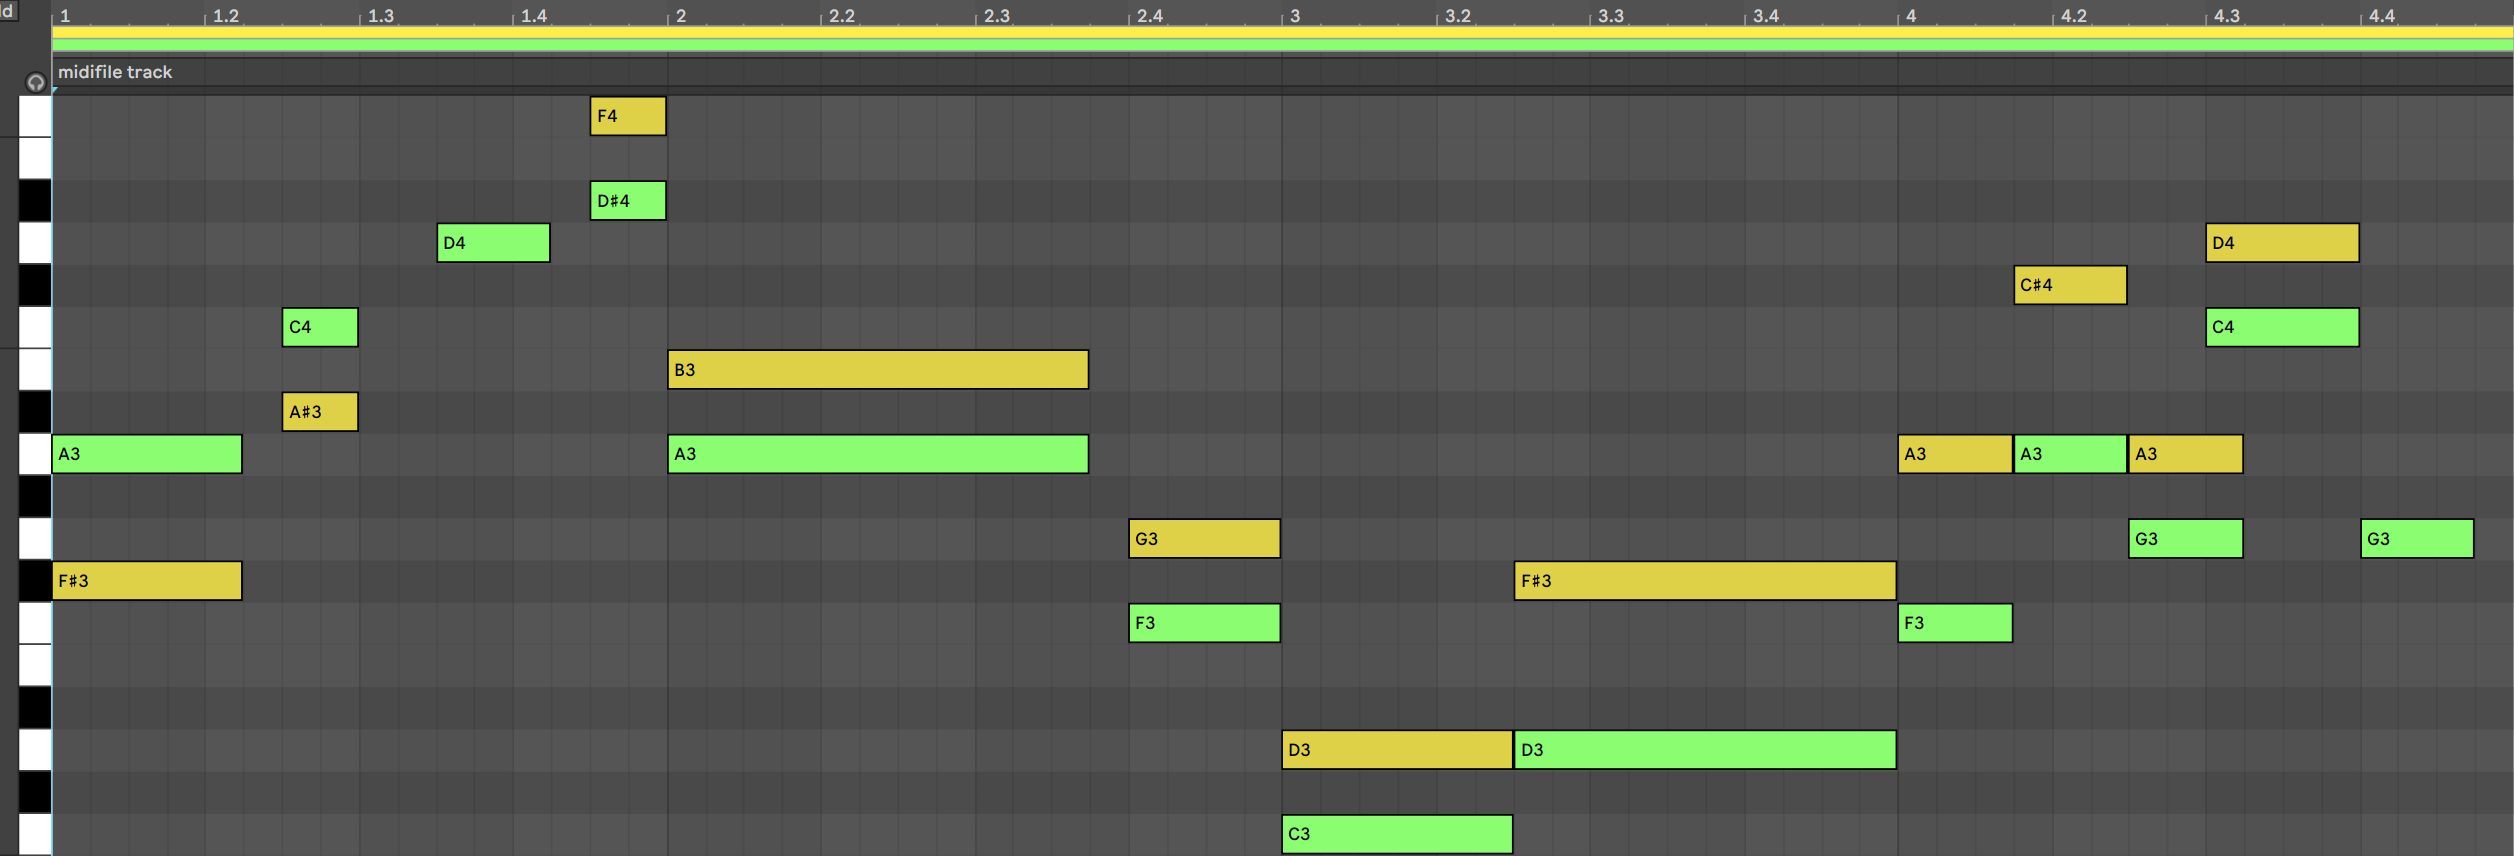 ld
1 1.2 1.3 1.4 2 2.2 2.3 2.4 3 3.2 3.3 3.4 4 4.2 4.3 4.4
midifile track
F4
D#4
D4 D4
C#4
C4 C4
B3
A#3
A3 A3 A3 A3 A3
G3 G3 G3
F#3 F#3
F3 F3
D3 D3
C3